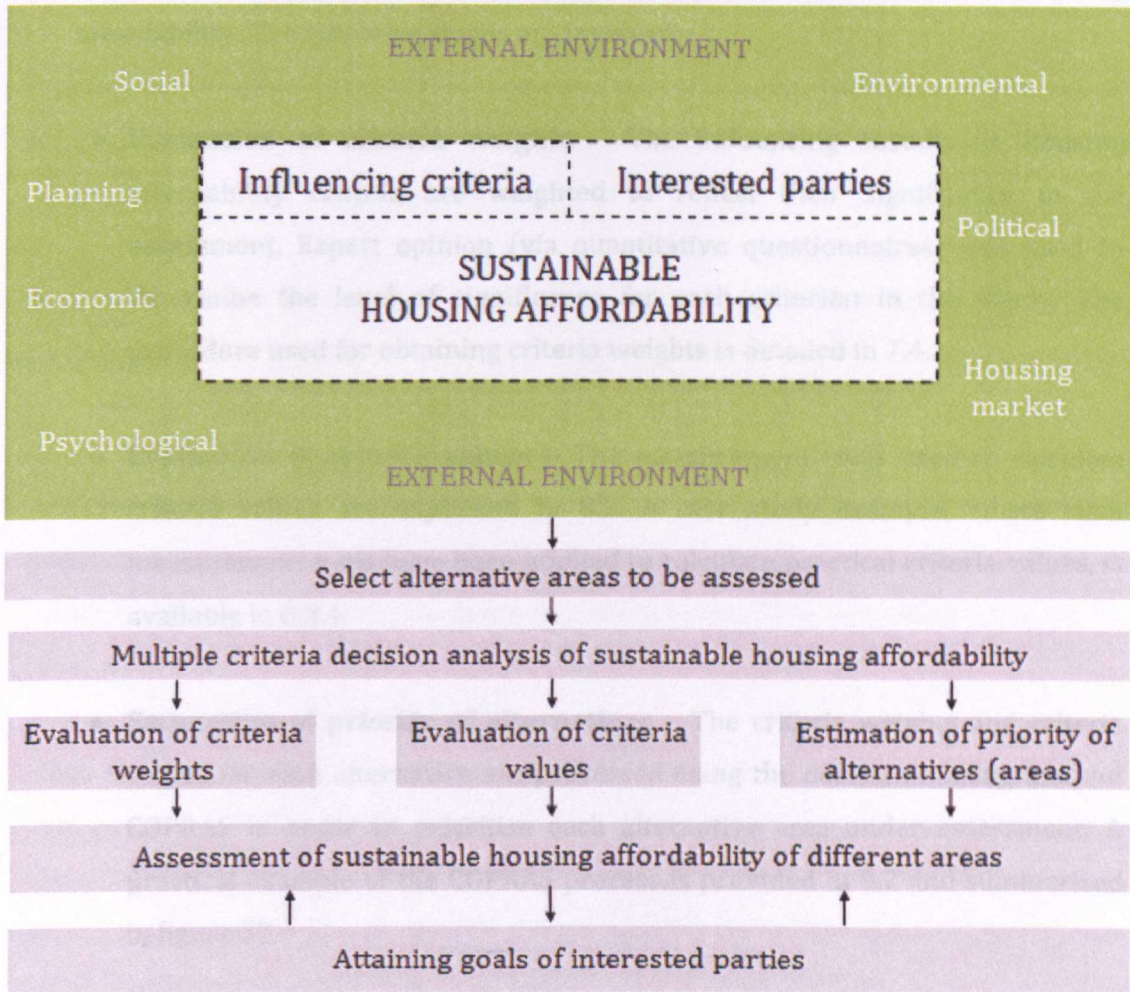 EXTERNAL ENVIRONMENT
Social
Environmental
Influencing criteria
Interested parties
Planning
Political
SUSTAINABLE
HOUSING AFFORDABILITY
Economic
Housing
market
Psychological
EXTERNAL ENVIRONMENT
Select alternative areas to be assessed
Multiple criteria decision analysis of sustainable housing affordability
Evaluation of criteria
weights
Evaluation of criteria
values
Estimation of priority of
alternatives (areas)
Assessment of sustainable housing affordability of different areas
Attaining goals of interested parties